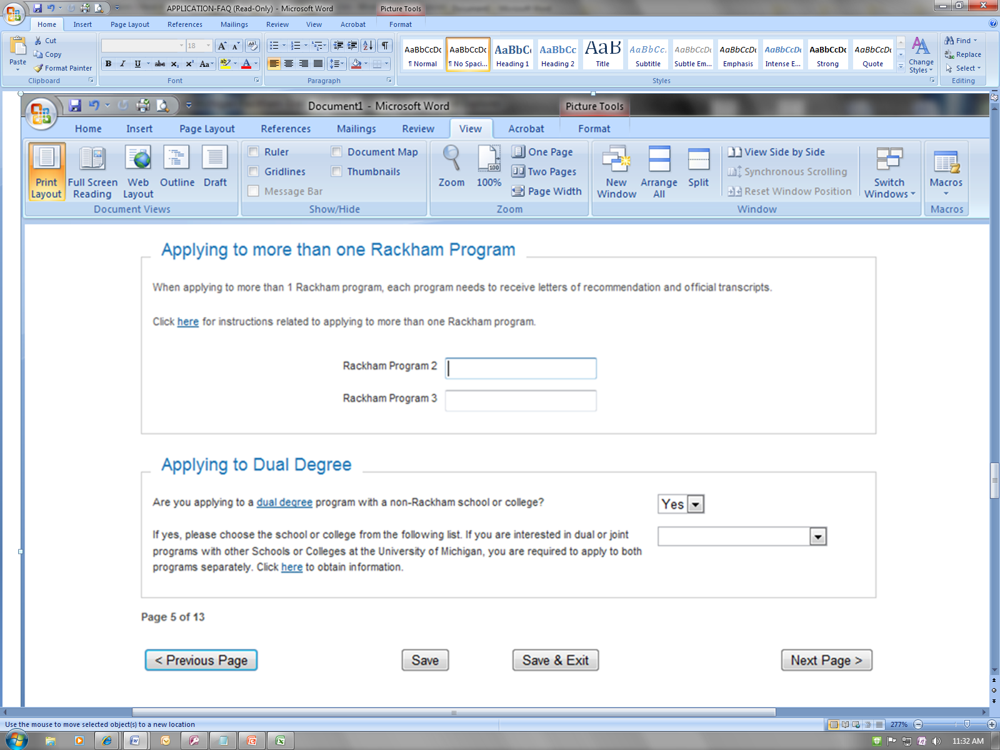 APPLICATION-FAQ (Read-Only) - Microsoft Word
Picture Tools
Home Insert Page Layout References Mailings Review View Acrobat Format
Paste
Cut
Copy
Format Painter
Clipboard
18
Font
Paragraph
AaBbCcDc AaBbCcDc AaBbC AaBbCc AaB AaBbCc. AaBbCcDc AaBbCcDc AaBbCcDc AaBbCcDc AaBbCcDc
¶ Normal ¶ No Spaci... Heading 1 Heading 2 Title Subtitle Subtle Em... Emphasis Intense E... Strong Quote
Change Styles
Styles
Find
Replace
Select
Editing
Document1 - Microsoft Word
Picture Tools
Home Insert Page Layout References Mailings Review View Acrobat Format
Print Layout
Full Screen Reading
Web Layout
Outline
Draft
Document Views
Ruler
Gridlines
Message Bar
Document Map
Thumbnails
Show/Hide
Zoom
100%
One Page
Two Pages
Page Width
Zoom
New Window
Arrange All
Split
View Side by Side
Synchronous Scrolling
Reset Window Position
Window
Switch Windows
Macros
Macros
Applying to more than one Rackham Program
When applying to more than 1 Rackham program, each program needs to receive letters of recommendation and official transcripts.
Click here for instructions related to applying to more than one Rackham program.
Rackham Program 2
Rackham Program 3
Applying to Dual Degree
Are you applying to a dual degree program with a non-Rackham school or college?
Yes
If yes, please choose the school or college from the following list. If you are interested in dual or joint
programs with other Schools or Colleges at the University of Michigan, you are required to apply to both
programs separately. Click here to obtain information.
Page 5 of 13
< Previous Page
Save
Save & Exit
Next Page >
Use the mouse to move selected object(s) to a new location
277%
11:32 AM